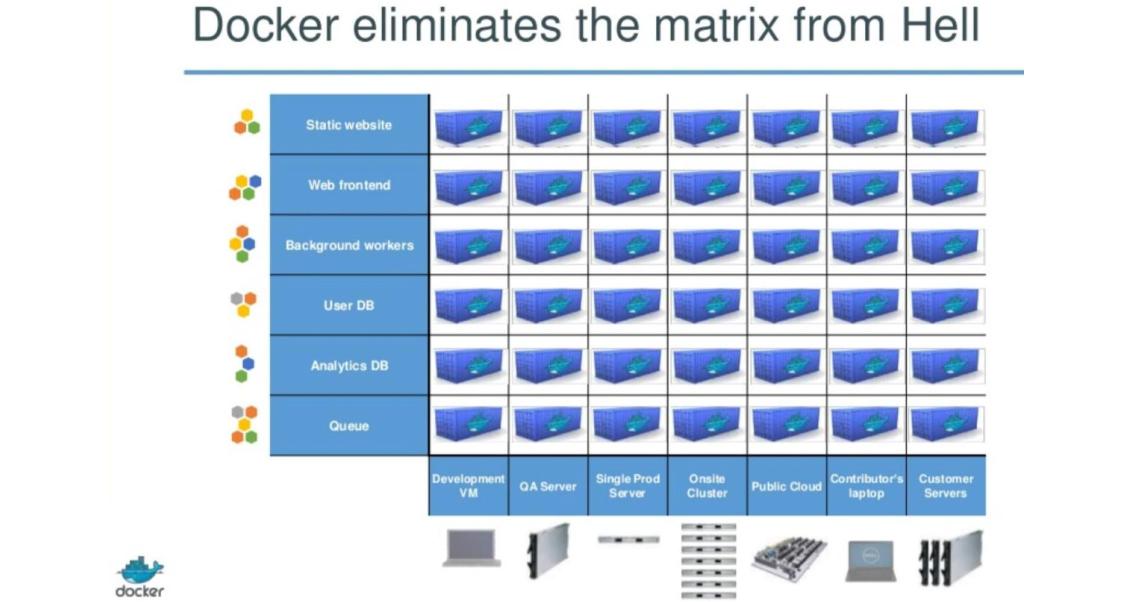 Docker eliminates the matrix from Hell
Static website
Web frontend
Background workers
User DB
Analytics DB
Queue
Development
VM
QA Server
Single Prod
Server
Onsite
Cluster
Public Cloud
Contributor's
laptop
Customer
Servers
docker